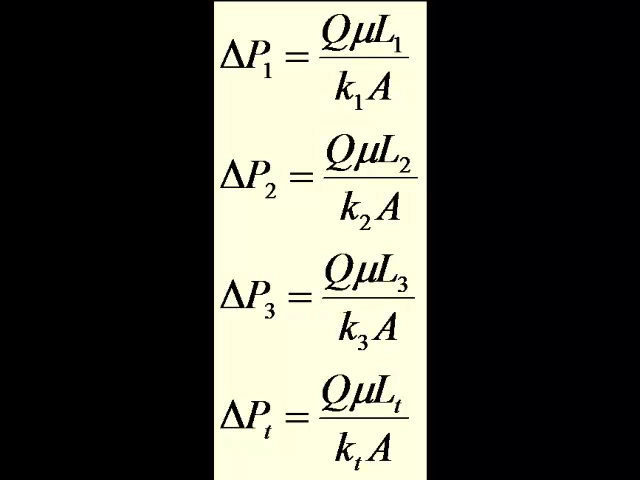 ΔP₁ = QμL₁ / k₁A
ΔP₂ = QμL₂ / k₂A
ΔP₃ = QμL₃ / k₃A
ΔPₜ = QμLₜ / kₜA